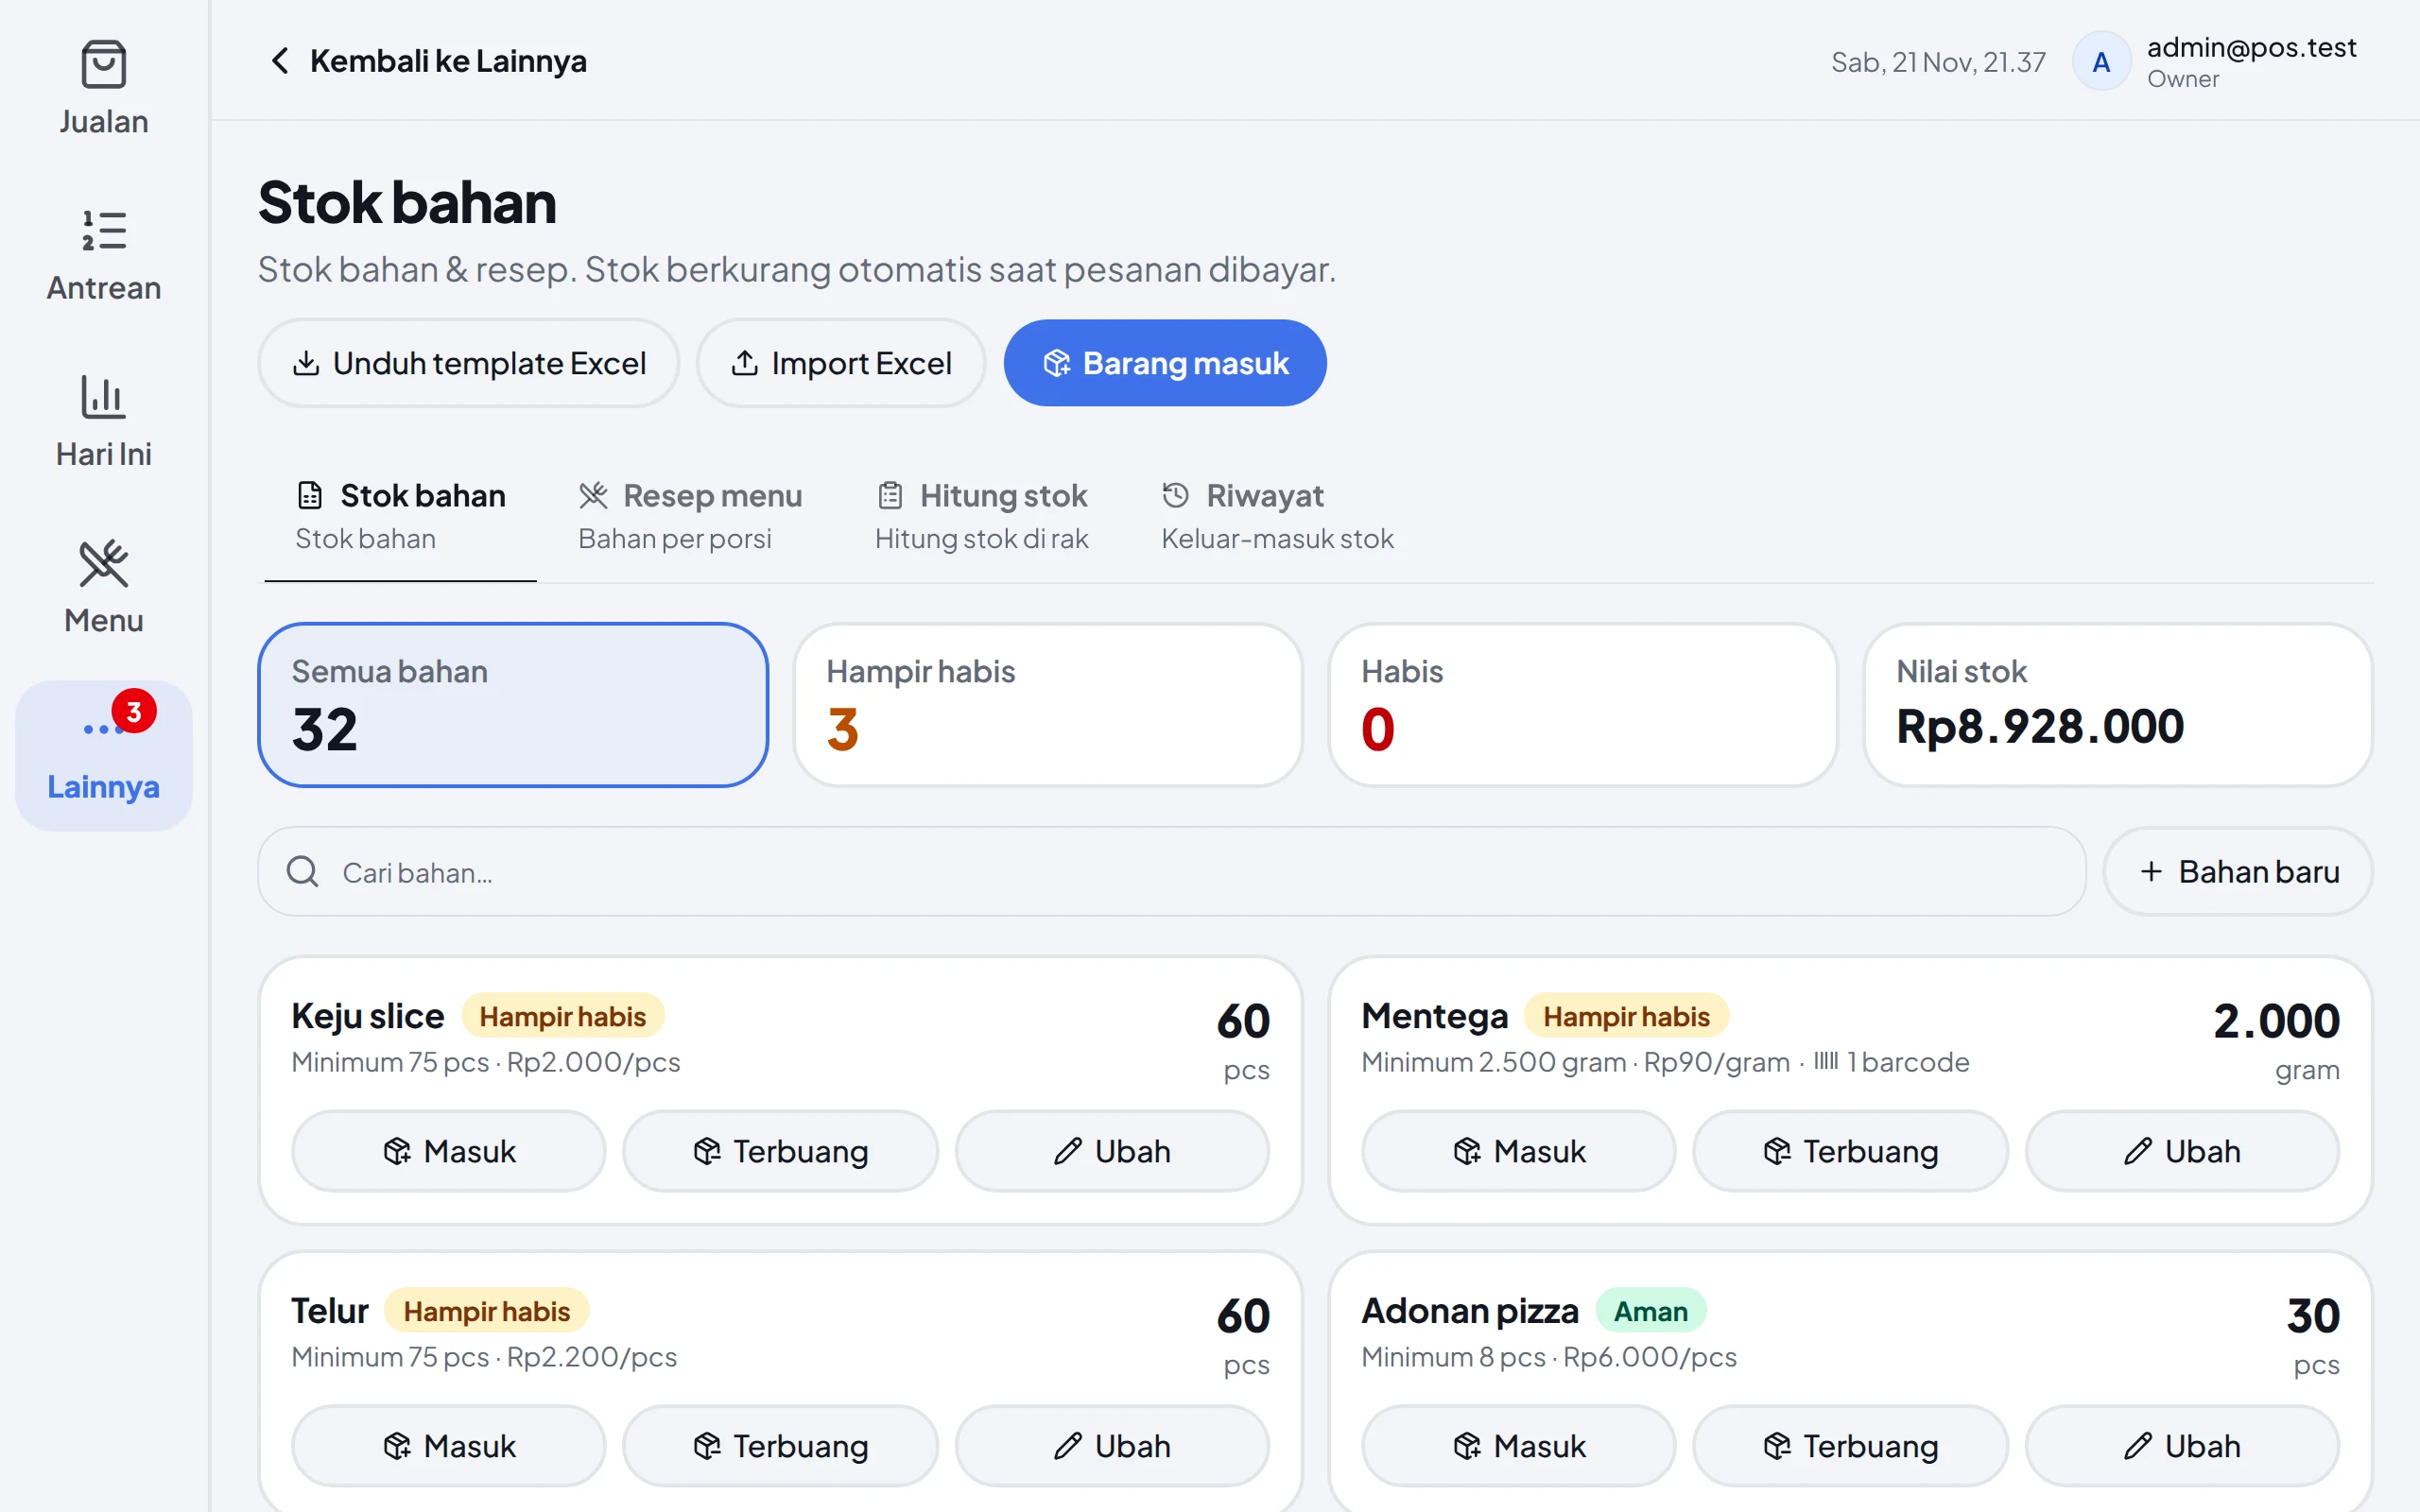 Jualan
Antrean
Hari Ini
Menu
3
Lainnya
Kembali ke Lainnya
Sab, 21 Nov, 21.37
A
admin@pos.test
Owner
Stok bahan
Stok bahan & resep. Stok berkurang otomatis saat pesanan dibayar.
Unduh template Excel
Import Excel
Barang masuk
Stok bahan
Stok bahan
Resep menu
Bahan per porsi
Hitung stok
Hitung stok di rak
Riwayat
Keluar-masuk stok
Semua bahan
32
Hampir habis
3
Habis
0
Nilai stok
Rp8.928.000
Cari bahan...
Bahan baru
Keju slice
Hampir habis
60
Minimum 75 pcs · Rp2.000/pcs
pcs
Masuk
Terbuang
Ubah
Mentega
Hampir habis
2.000
Minimum 2.500 gram · Rp90/gram · 1 barcode
gram
Masuk
Terbuang
Ubah
Telur
Hampir habis
60
Minimum 75 pcs · Rp2.200/pcs
pcs
Masuk
Terbuang
Ubah
Adonan pizza
Aman
30
Minimum 8 pcs · Rp6.000/pcs
pcs
Masuk
Terbuang
Ubah